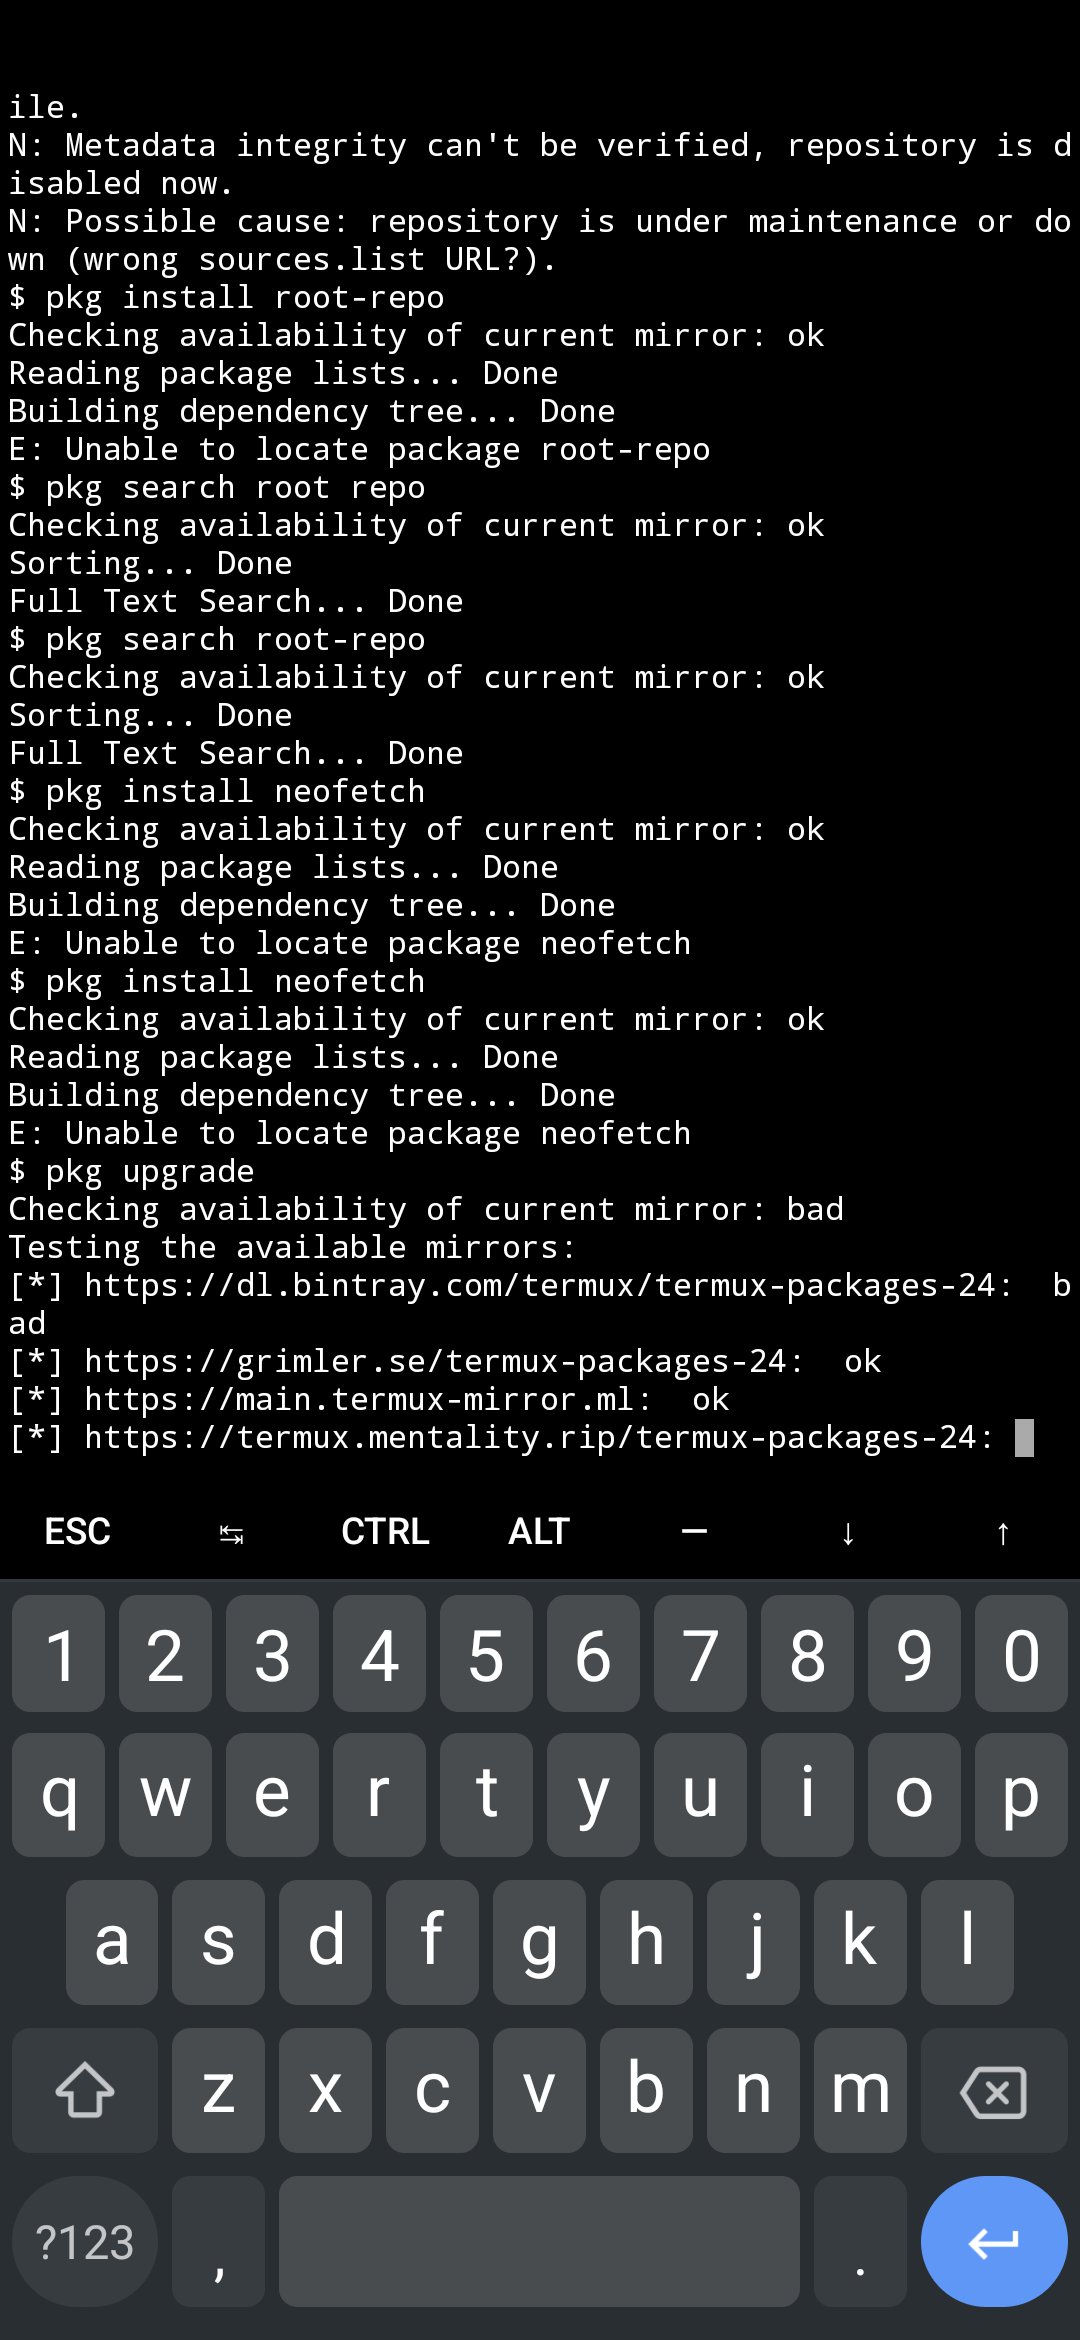 ile.
N: Metadata integrity can't be verified, repository is d
isabled now.
N: Possible cause: repository is under maintenance or do
wn (wrong sources.list URL?).
$ pkg install root-repo
Checking availability of current mirror: ok
Reading package lists... Done
Building dependency tree... Done
E: Unable to locate package root-repo
$ pkg search root repo
Checking availability of current mirror: ok
Sorting... Done
Full Text Search... Done
$ pkg search root-repo
Checking availability of current mirror: ok
Sorting... Done
Full Text Search... Done
$ pkg install neofetch
Checking availability of current mirror: ok
Reading package lists... Done
Building dependency tree... Done
E: Unable to locate package neofetch
$ pkg install neofetch
Checking availability of current mirror: ok
Reading package lists... Done
Building dependency tree... Done
E: Unable to locate package neofetch
$ pkg upgrade
Checking availability of current mirror: bad
Testing the available mirrors:
[*] https://dl.bintray.com/termux/termux-packages-24:  b
ad
[*] https://grimler.se/termux-packages-24:  ok
[*] https://main.termux-mirror.ml:  ok
[*] https://termux.mentality.rip/termux-packages-24:
ESC ↹ CTRL ALT — ↓ ↑
1 2 3 4 5 6 7 8 9 0
q w e r t y u i o p
a s d f g h j k l
z x c v b n m
?123 , .